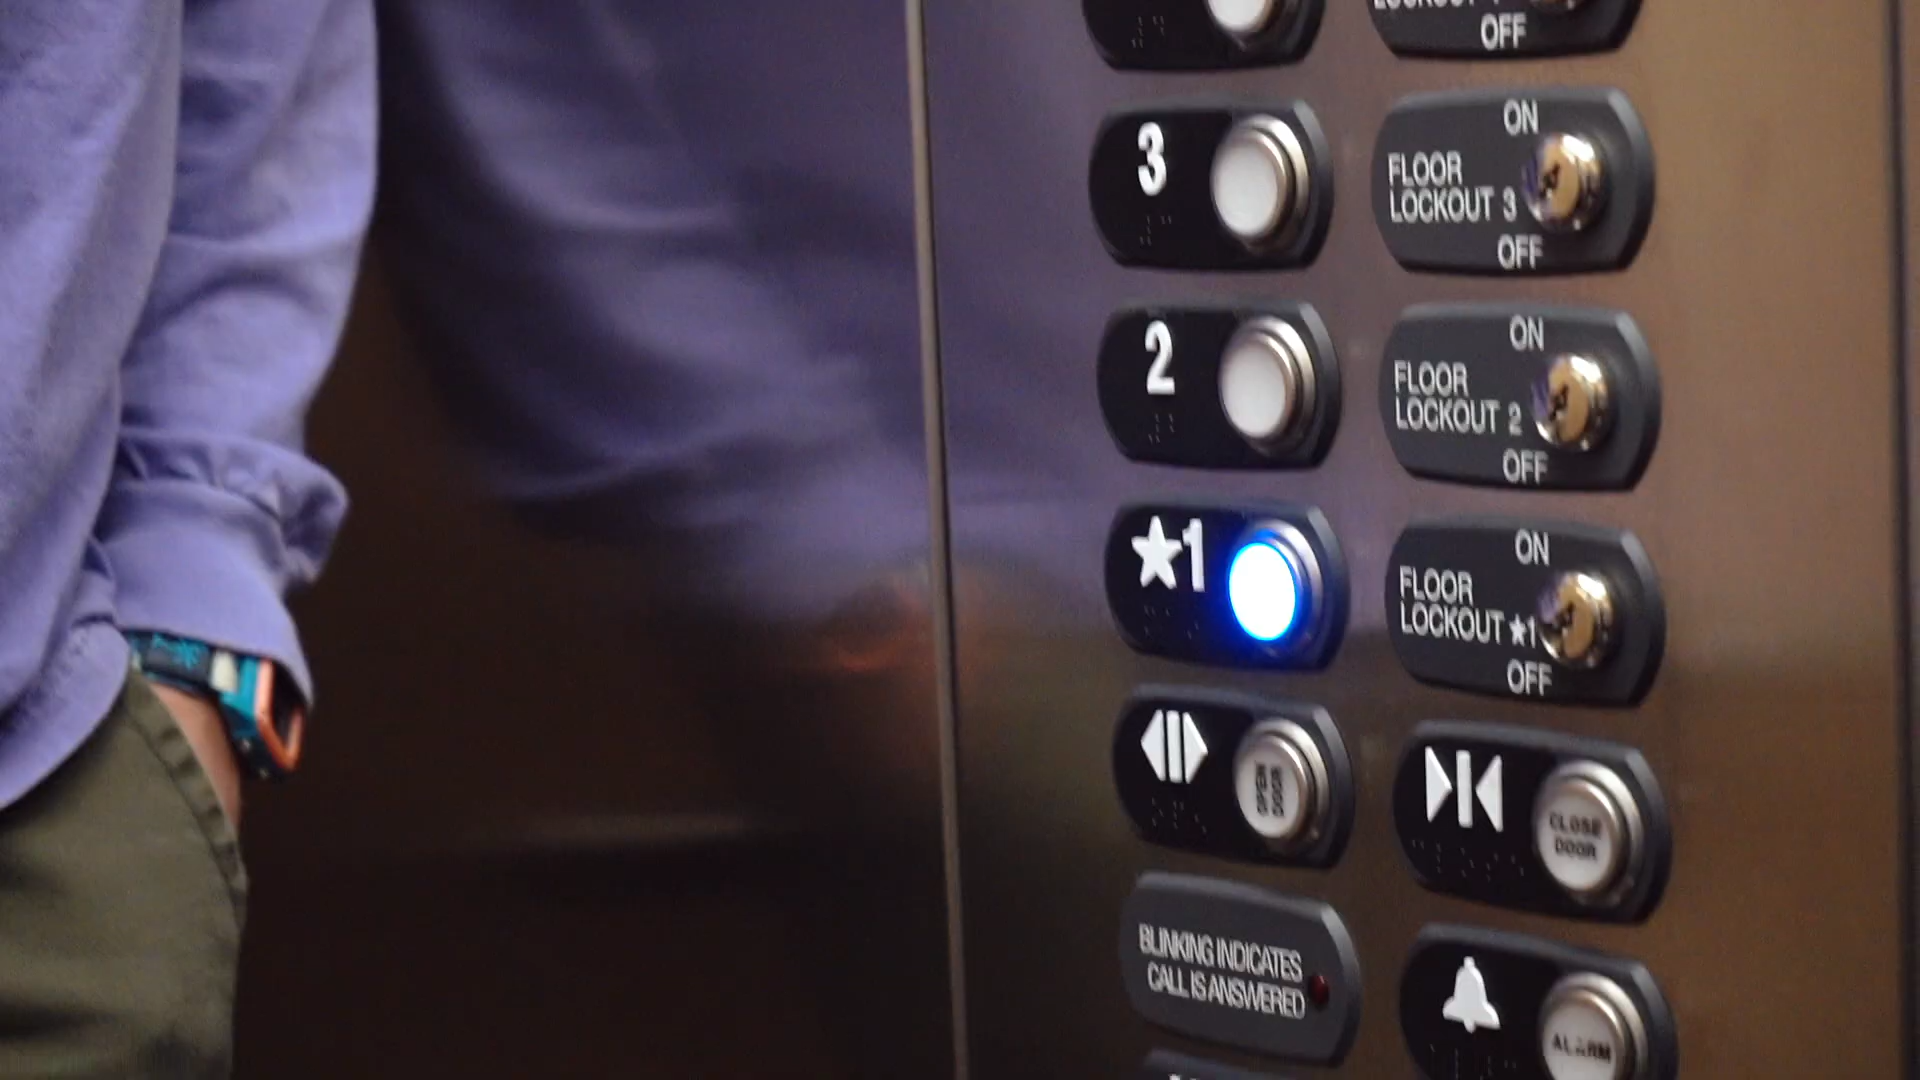 OFF
3
ON
FLOOR
LOCKOUT 3
OFF
2
ON
FLOOR
LOCKOUT 2
OFF
★1
ON
FLOOR
LOCKOUT ★1
OFF
OPEN
DOOR
CLOSE
DOOR
BLINKING INDICATES
CALL IS ANSWERED
ALARM